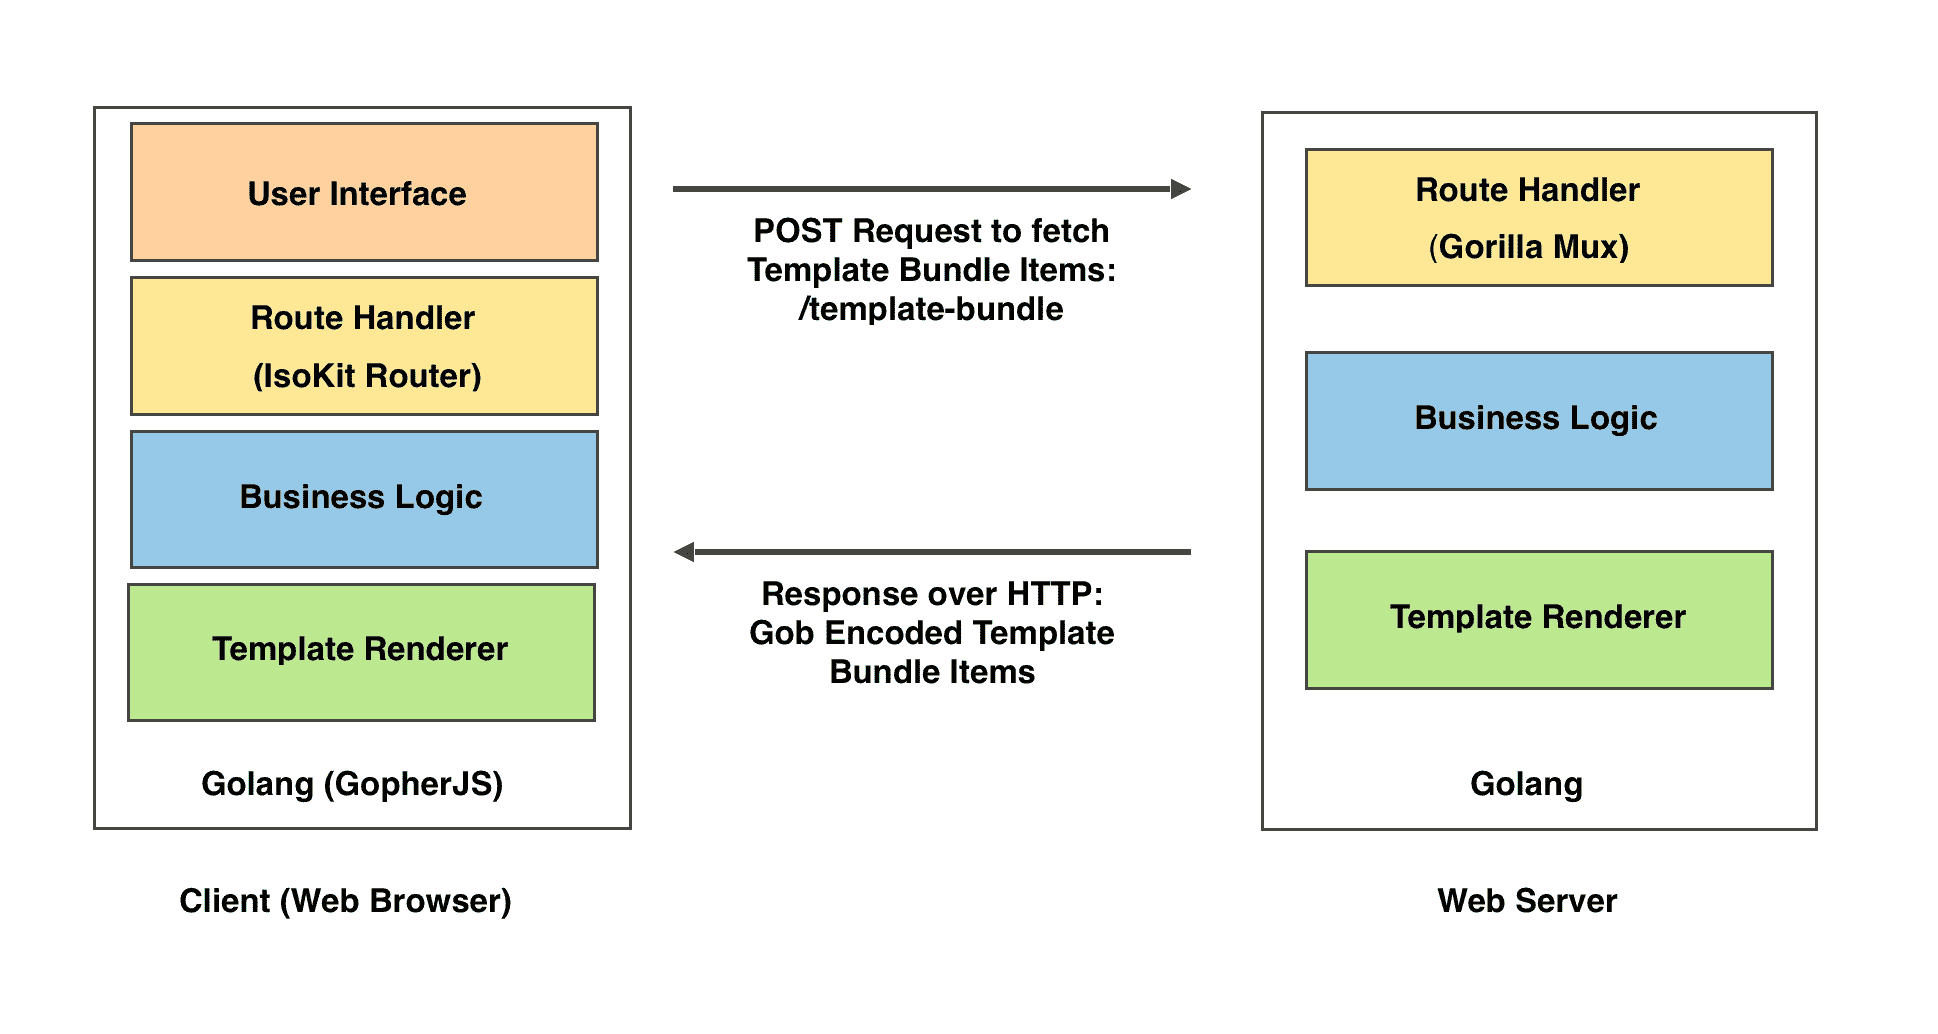 User Interface
Route Handler
(IsoKit Router)
Business Logic
Template Renderer
Golang (GopherJS)
Client (Web Browser)
POST Request to fetch
Template Bundle Items:
/template-bundle
Response over HTTP:
Gob Encoded Template
Bundle Items
Route Handler
(Gorilla Mux)
Business Logic
Template Renderer
Golang
Web Server